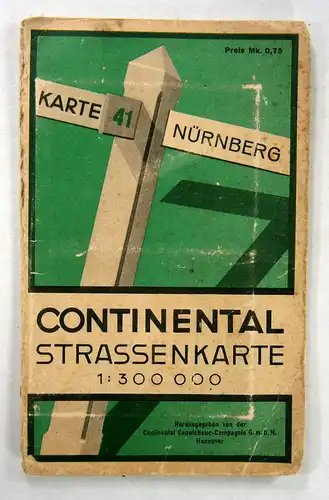 Preis Mk. 0,75
KARTE 41
NÜRNBERG
CONTINENTAL
STRASSENKARTE
1:300 000
Herausgegeben von der
Continental Caoutchouc-Compagnie G. m. b. H.
Hannover